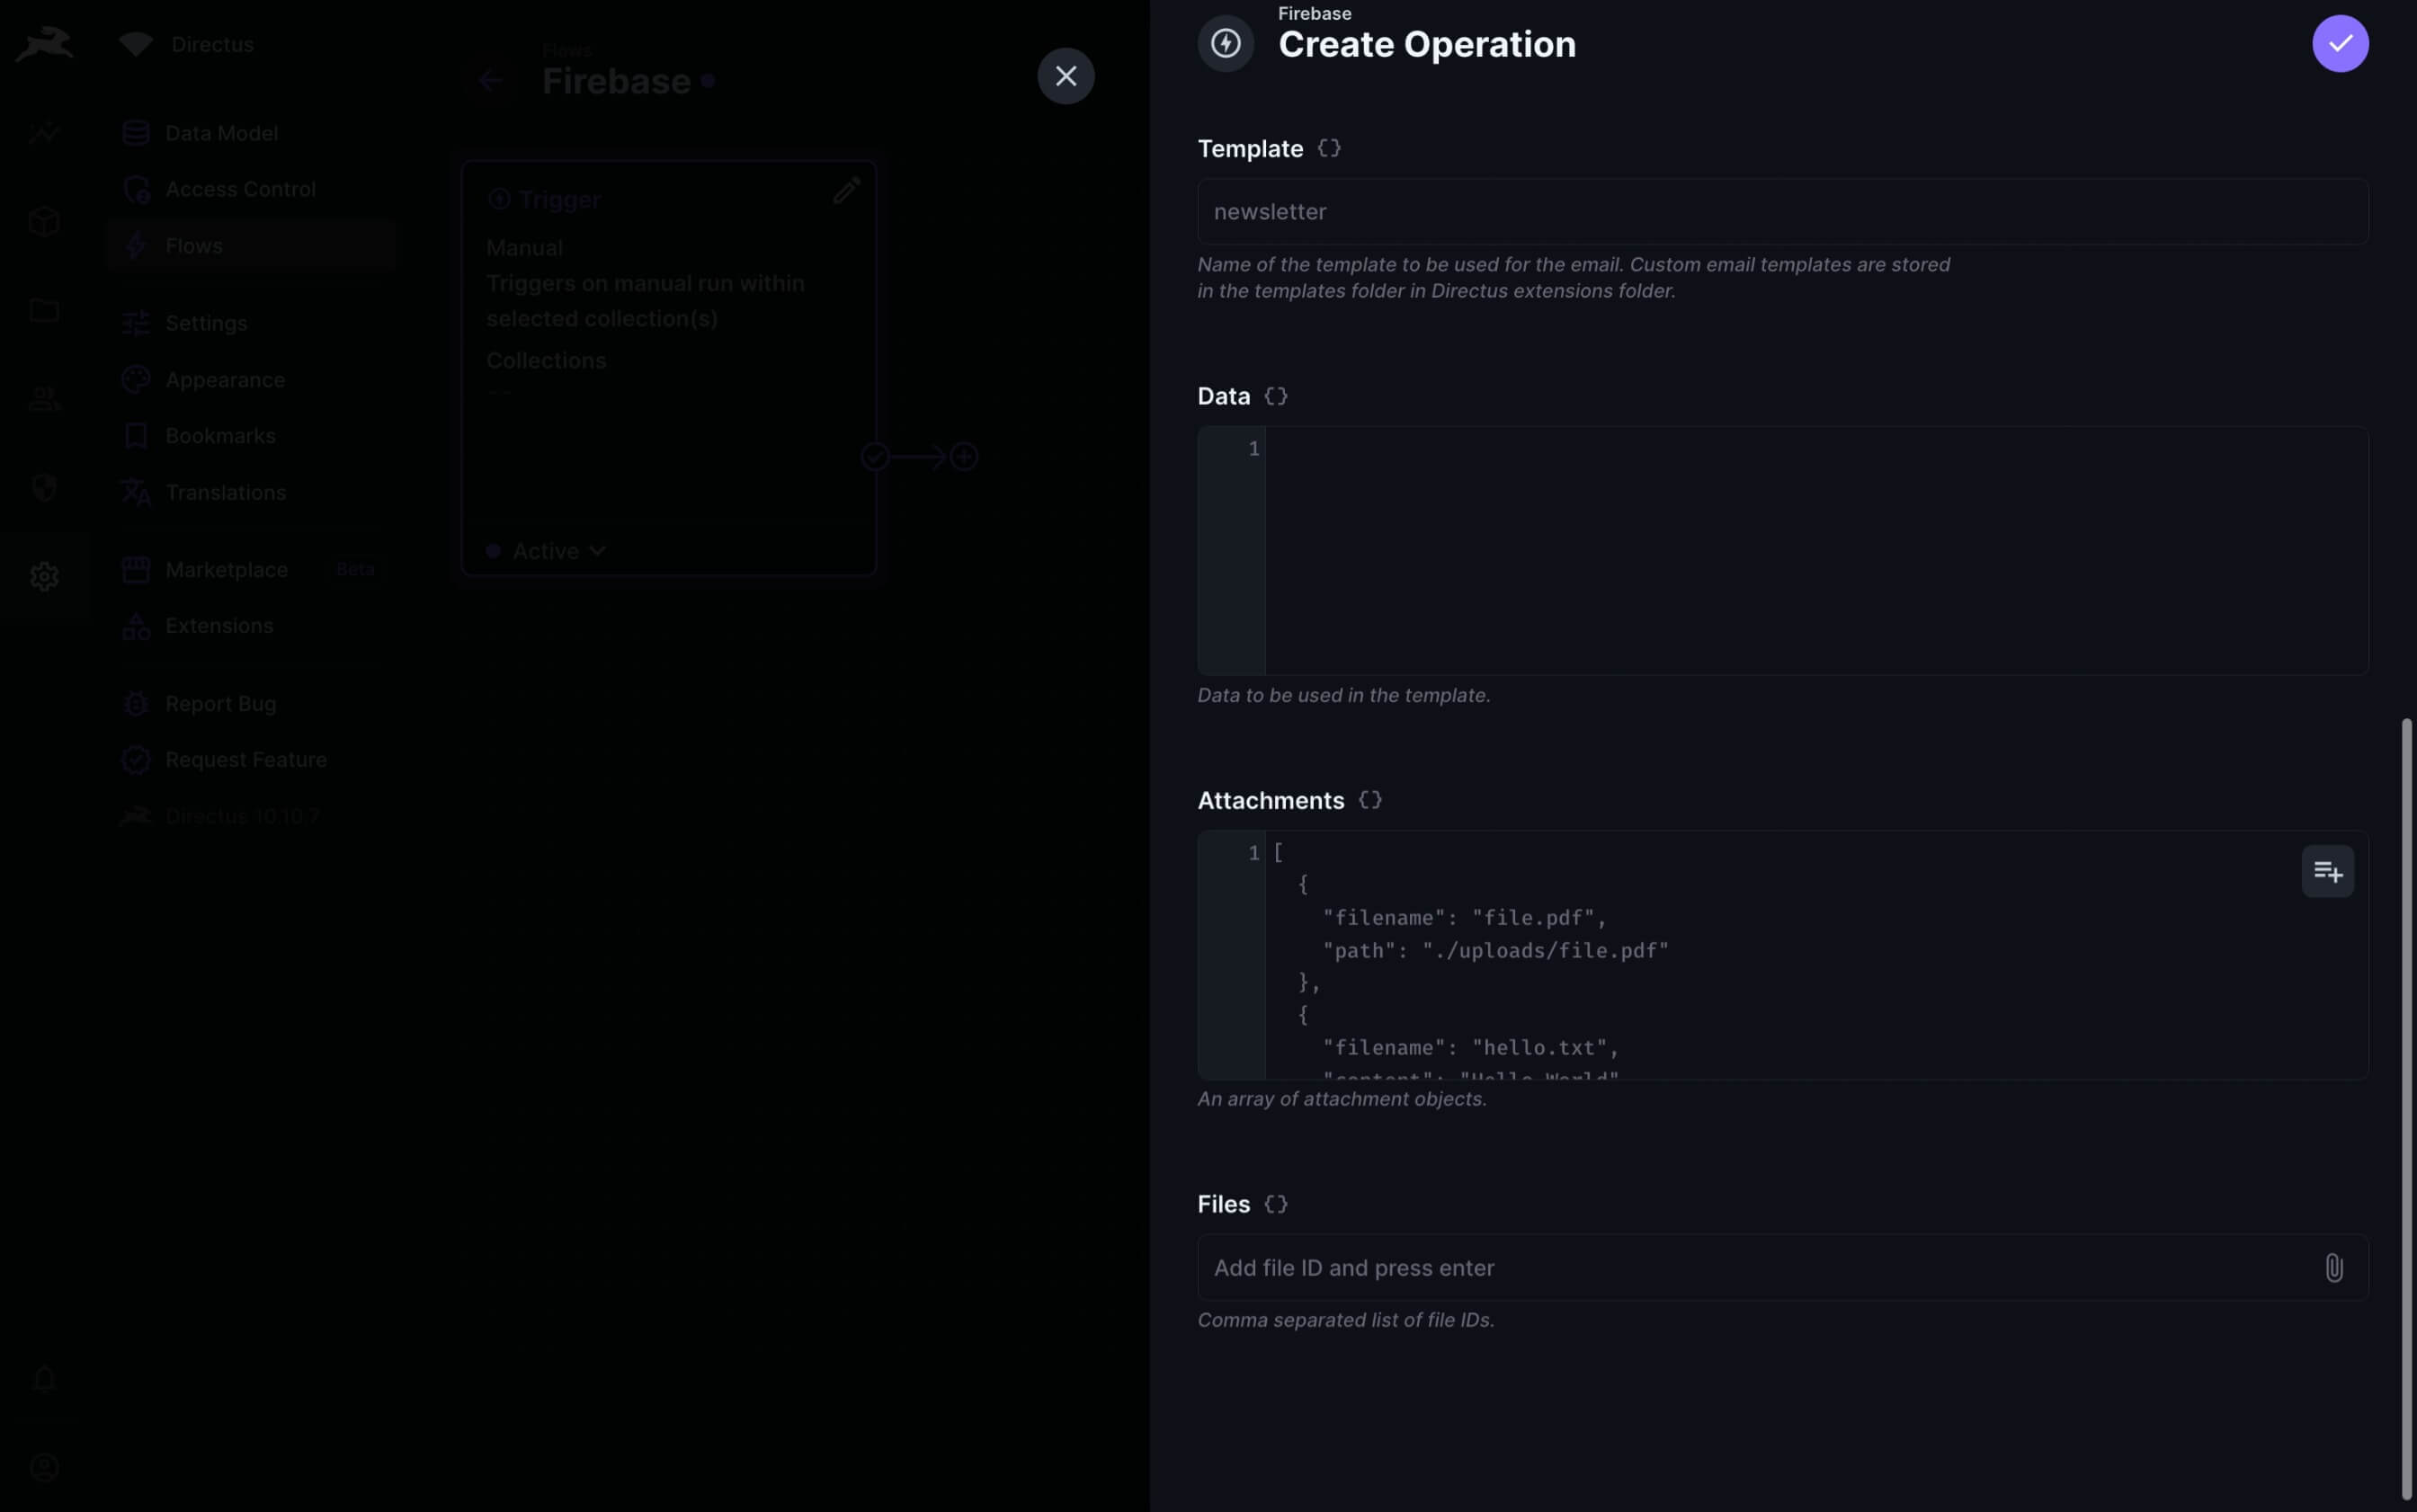 Directus
Data Model
Access Control
Flows
Settings
Appearance
Bookmarks
Translations
Marketplace Beta
Extensions
Report Bug
Request Feature
Directus 10.10.7
Flows
Firebase
Trigger
Manual
Triggers on manual run within
selected collection(s)
Collections
--
Active
Firebase
Create Operation
Template {}
newsletter
Name of the template to be used for the email. Custom email templates are stored
in the templates folder in Directus extensions folder.
Data {}
1
Data to be used in the template.
Attachments {}
1 [
{
"filename": "file.pdf",
"path": "./uploads/file.pdf"
},
{
"filename": "hello.txt",
"content": "Hello World"
An array of attachment objects.
Files {}
Add file ID and press enter
Comma separated list of file IDs.